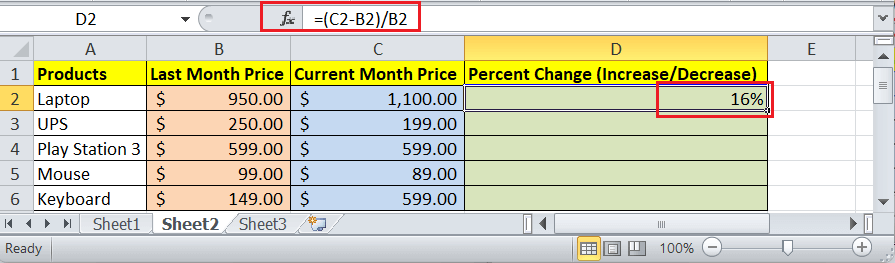 D2 fx =(C2-B2)/B2
A B C D E
1 Products Last Month Price Current Month Price Percent Change (Increase/Decrease)
2 Laptop $ 950.00 $ 1,100.00 16%
3 UPS $ 250.00 $ 199.00
4 Play Station 3 $ 599.00 $ 599.00
5 Mouse $ 99.00 $ 89.00
6 Keyboard $ 149.00 $ 599.00
Sheet1 Sheet2 Sheet3
Ready 100%